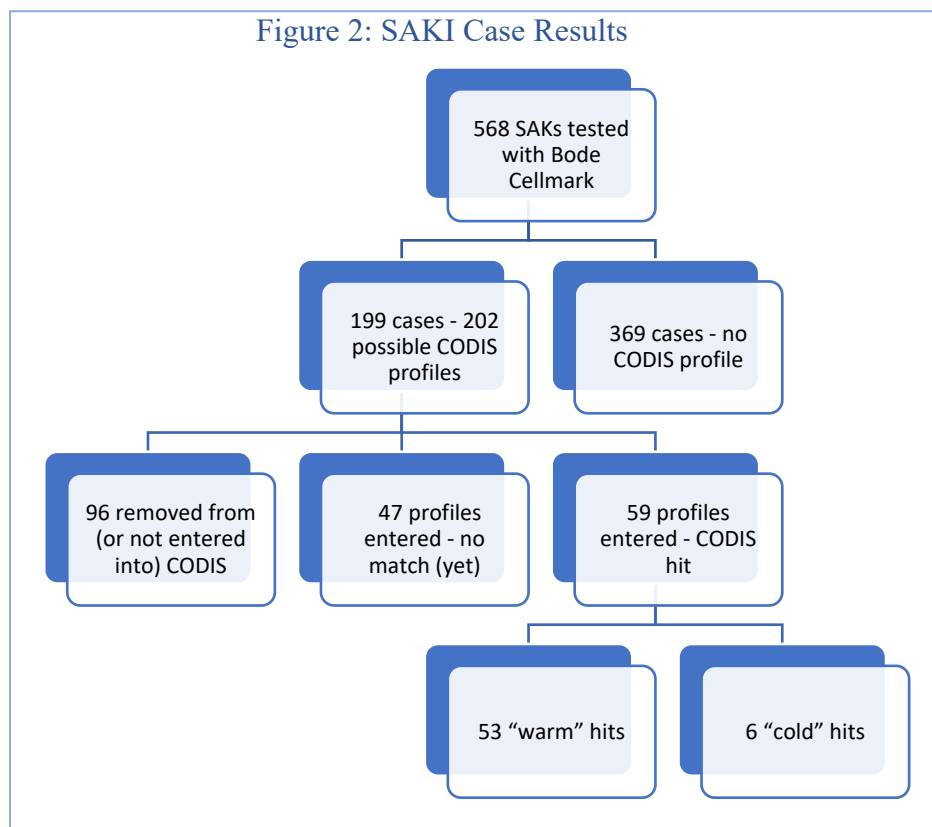 Figure 2: SAKI Case Results
568 SAKs tested
with Bode
Cellmark
199 cases - 202
possible CODIS
profiles
369 cases - no
CODIS profile
96 removed from
(or not entered
into) CODIS
47 profiles
entered - no
match (yet)
59 profiles
entered - CODIS
hit
53 “warm” hits
6 “cold” hits